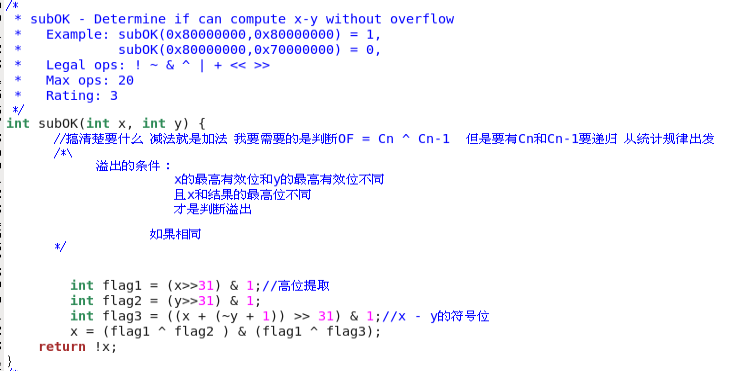 /*
 * subOK - Determine if can compute x-y without overflow
 *   Example: subOK(0x80000000,0x80000000) = 1,
 *            subOK(0x80000000,0x70000000) = 0,
 *   Legal ops: ! ~ & ^ | + << >>
 *   Max ops: 20
 *   Rating: 3
 */
int subOK(int x, int y) {
//搞清楚要什么 减法就是加法 我要需要的是判断OF = Cn ^ Cn-1  但是要有Cn和Cn-1要递归 从统计规律出发
/*\
溢出的条件：
x的最高有效位和y的最高有效位不同
且x和结果的最高位不同
才是判断溢出
如果相同
*/
int flag1 = (x>>31) & 1;//高位提取
int flag2 = (y>>31) & 1;
int flag3 = ((x + (~y + 1)) >> 31) & 1;//x - y的符号位
x = (flag1 ^ flag2 ) & (flag1 ^ flag3);
return !x;
}